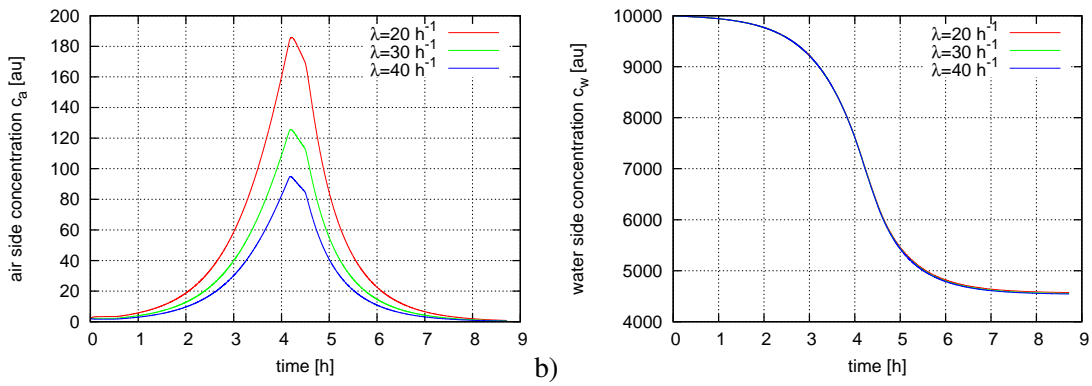 200
180
160
140
120
100
80
60
40
20
0
air side concentration c_a [au]
λ=20 h⁻¹
λ=30 h⁻¹
λ=40 h⁻¹
0 1 2 3 4 5 6 7 8 9
time [h]
b)
10000
9000
8000
7000
6000
5000
4000
water side concentration c_w [au]
λ=20 h⁻¹
λ=30 h⁻¹
λ=40 h⁻¹
0 1 2 3 4 5 6 7 8 9
time [h]